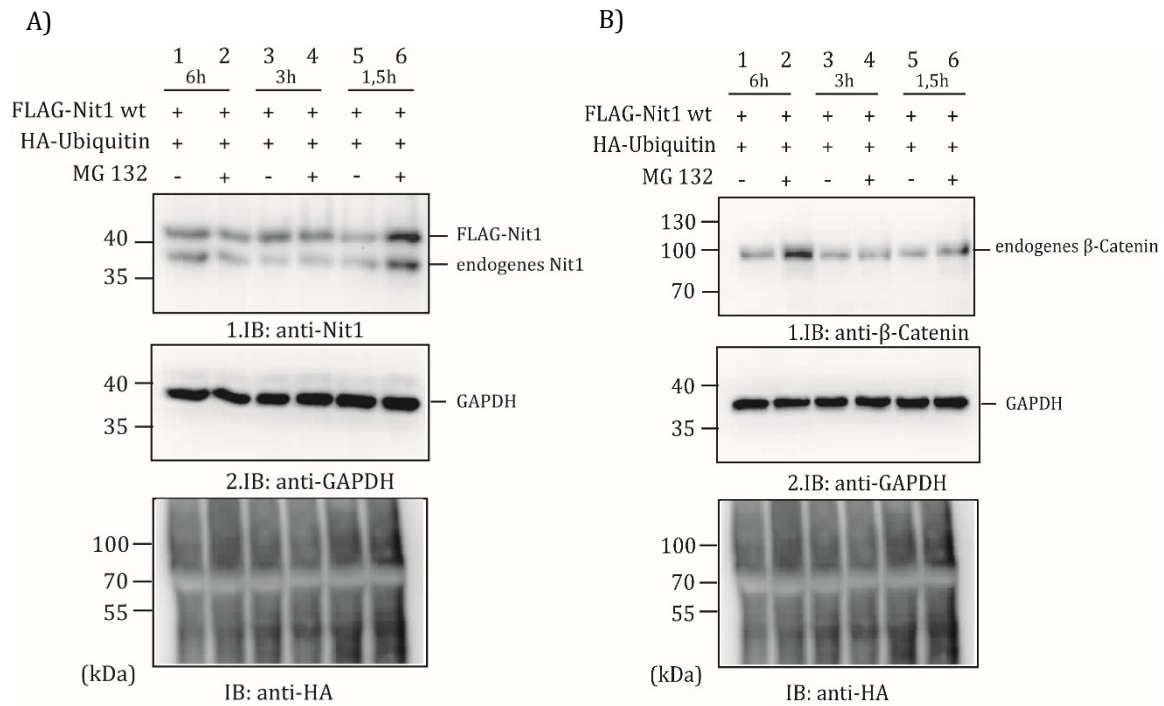 A)
1 2 3 4 5 6
6h 3h 1,5h
FLAG-Nit1 wt + + + + + +
HA-Ubiquitin + + + + + +
MG 132 - + - + - +
40
35
FLAG-Nit1
endogenes Nit1
1.IB: anti-Nit1
40
35
GAPDH
2.IB: anti-GAPDH
100
70
55
(kDa)
IB: anti-HA
B)
1 2 3 4 5 6
6h 3h 1,5h
FLAG-Nit1 wt + + + + + +
HA-Ubiquitin + + + + + +
MG 132 - + - + - +
130
100
70
endogenes β-Catenin
1.IB: anti-β-Catenin
40
35
GAPDH
2.IB: anti-GAPDH
100
70
55
(kDa)
IB: anti-HA